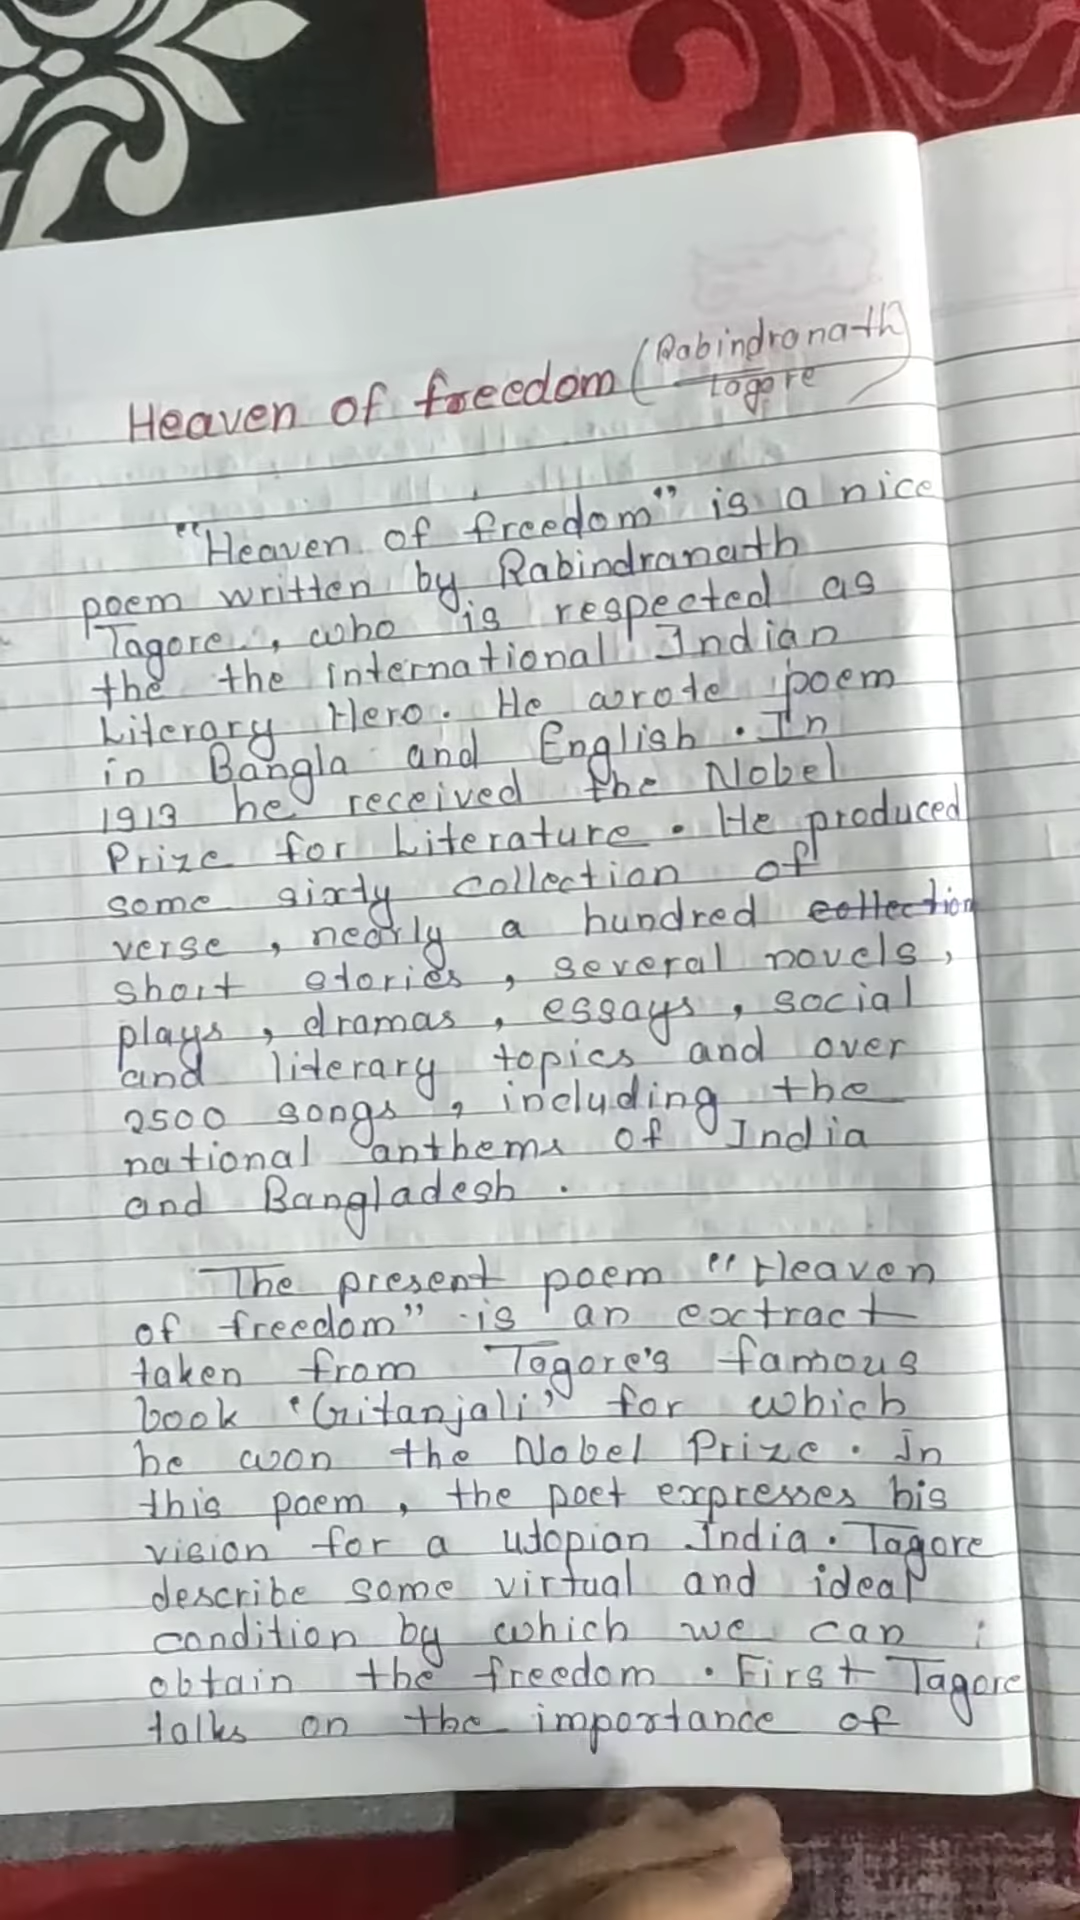 Heaven of freedom (Rabindranath
Tagore)
"Heaven of freedom" is a nice
poem written by Rabindranath
Tagore, who is respected as
the the international Indian
Literary Hero. He wrote poem
in Bangla and English. In
1913 he received the Nobel
Prize for Literature. He produced
some sixty collection of
verse, nearly a hundred collection
short stories, several novels,
plays, dramas, essays, social
and literary topics and over
2500 songs, including the
national anthems of India
and Bangladesh.
The present poem "Heaven
of freedom" is an extract
taken from Tagore's famous
book 'Gitanjali' for which
he won the Nobel Prize. In
this poem, the poet expresses his
vision for a utopian India. Tagore
describe some virtual and ideal
condition by which we can
obtain the freedom. First Tagore
talks on the importance of